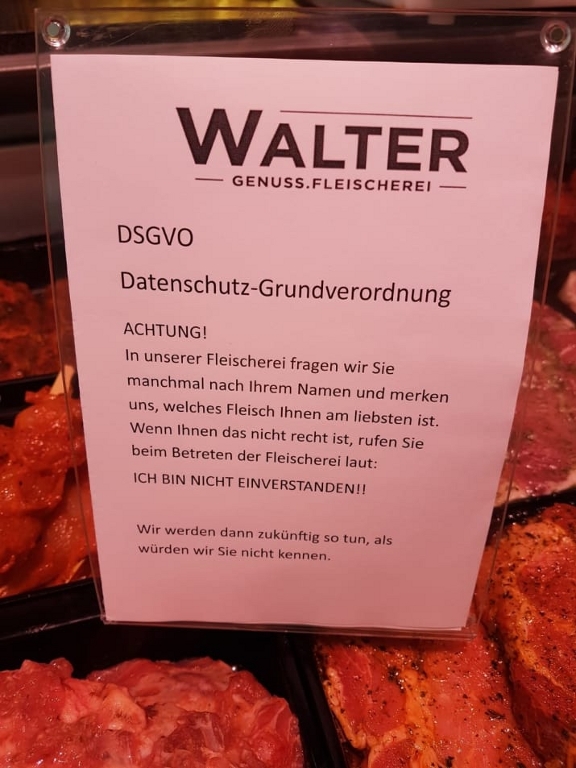 WALTER
GENUSS.FLEISCHEREI
DSGVO
Datenschutz-Grundverordnung
ACHTUNG!
In unserer Fleischerei fragen wir Sie
manchmal nach Ihrem Namen und merken
uns, welches Fleisch Ihnen am liebsten ist.
Wenn Ihnen das nicht recht ist, rufen Sie
beim Betreten der Fleischerei laut:
ICH BIN NICHT EINVERSTANDEN!!
Wir werden dann zukünftig so tun, als
würden wir Sie nicht kennen.